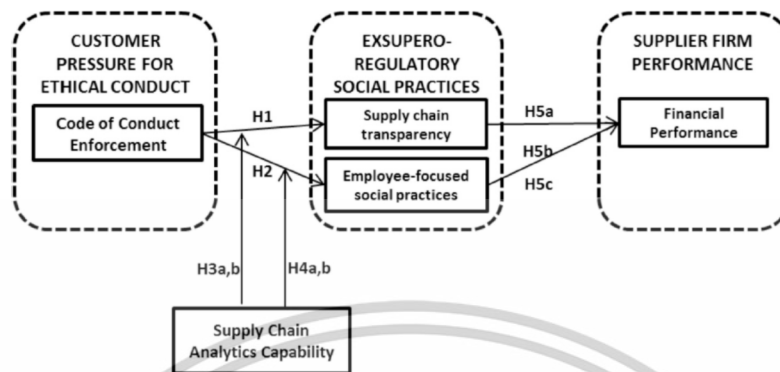 CUSTOMER
PRESSURE FOR
ETHICAL CONDUCT
Code of Conduct
Enforcement
EXSUPERO-
REGULATORY
SOCIAL PRACTICES
Supply chain
transparency
Employee-focused
social practices
SUPPLIER FIRM
PERFORMANCE
Financial
Performance
H1
H2
H5a
H5b
H5c
H3a,b
H4a,b
Supply Chain
Analytics Capability